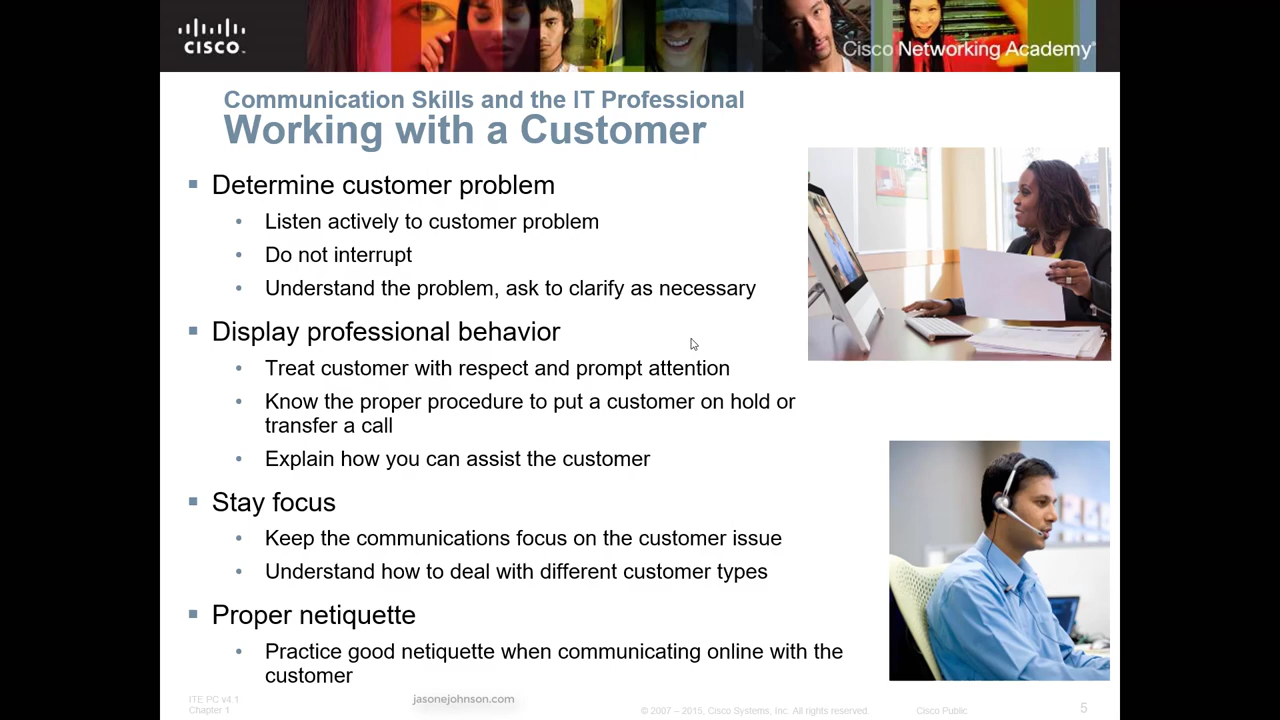 CISCO
Cisco Networking Academy®
Communication Skills and the IT Professional
Working with a Customer
Determine customer problem
Listen actively to customer problem
Do not interrupt
Understand the problem, ask to clarify as necessary
Display professional behavior
Treat customer with respect and prompt attention
Know the proper procedure to put a customer on hold or
transfer a call
Explain how you can assist the customer
Stay focus
Keep the communications focus on the customer issue
Understand how to deal with different customer types
Proper netiquette
Practice good netiquette when communicating online with the
customer
ITE PC v4.1
Chapter 1
jasonejohnson.com
© 2007 – 2015, Cisco Systems, Inc. All rights reserved.
Cisco Public
5